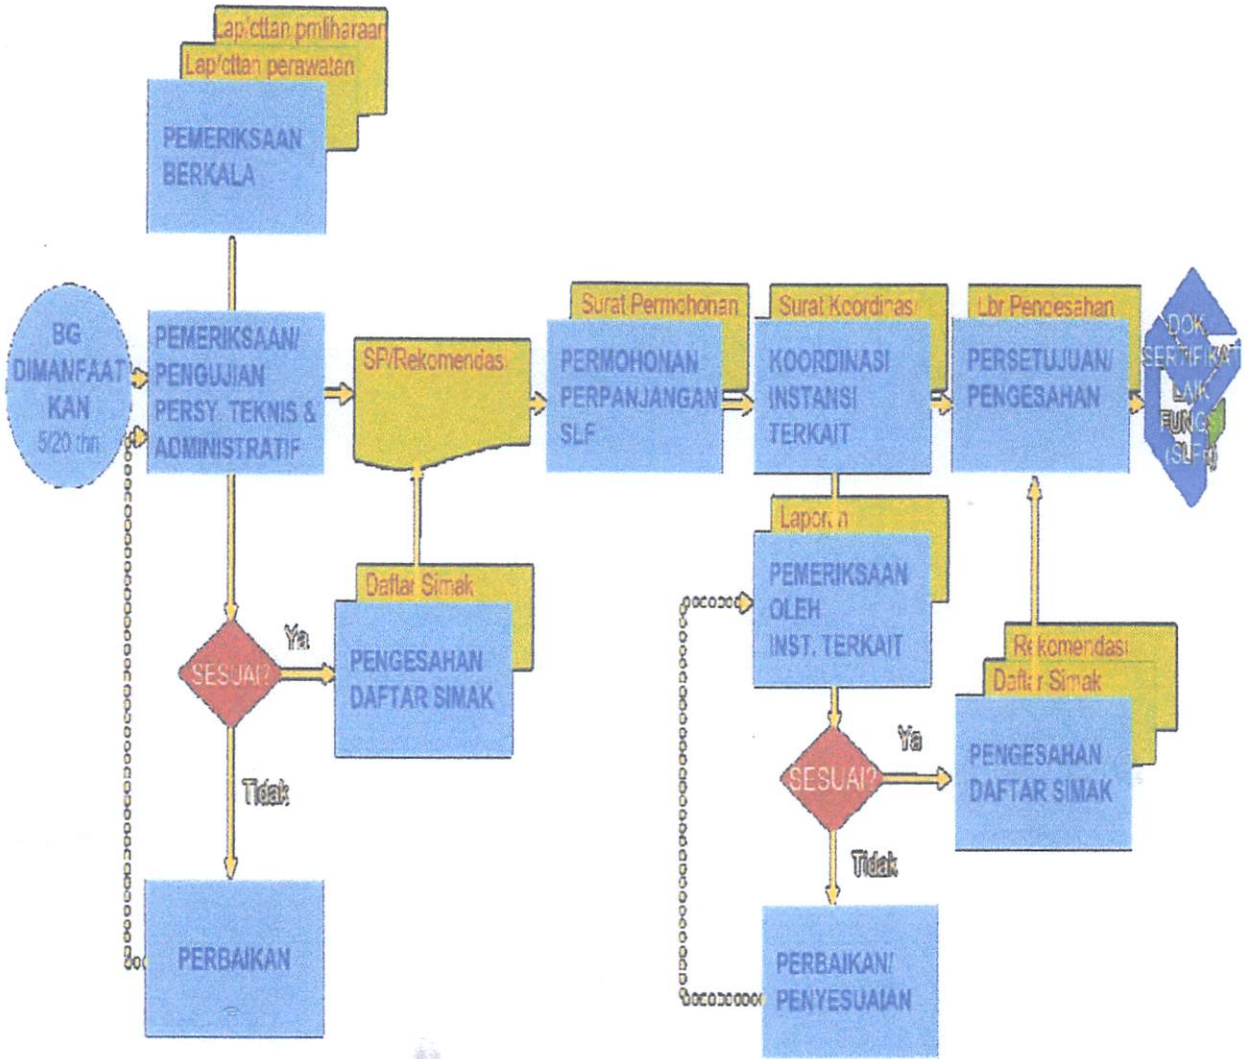 Lap/cttan pmliharaan
Lap/cttan perawatan
PEMERIKSAAN
BERKALA
BG
DIMANFAAT
KAN
5/20 thn
PEMERIKSAAN/
PENGUJIAN
PERSY. TEKNIS &
ADMINISTRATIF
SP/Rekomendasi
Surat Permohonan
PERMOHONAN
PERPANJANGAN
SLF
Surat Koordinasi
KOORDINASI
INSTANSI
TERKAIT
Lbr Pengesahan
PERSETUJUAN/
PENGESAHAN
DOK
SERTIFIKAT
LAIK
FUNGSI
(SLF
Laporan
PEMERIKSAAN
OLEH
INST. TERKAIT
Daftar Simak
PENGESAHAN
DAFTAR SIMAK
SESUAI?
Ya
Tidak
PERBAIKAN
Rekomendasi
Daftar Simak
PENGESAHAN
DAFTAR SIMAK
SESUAI?
Ya
Tidak
PERBAIKAN/
PENYESUAIAN